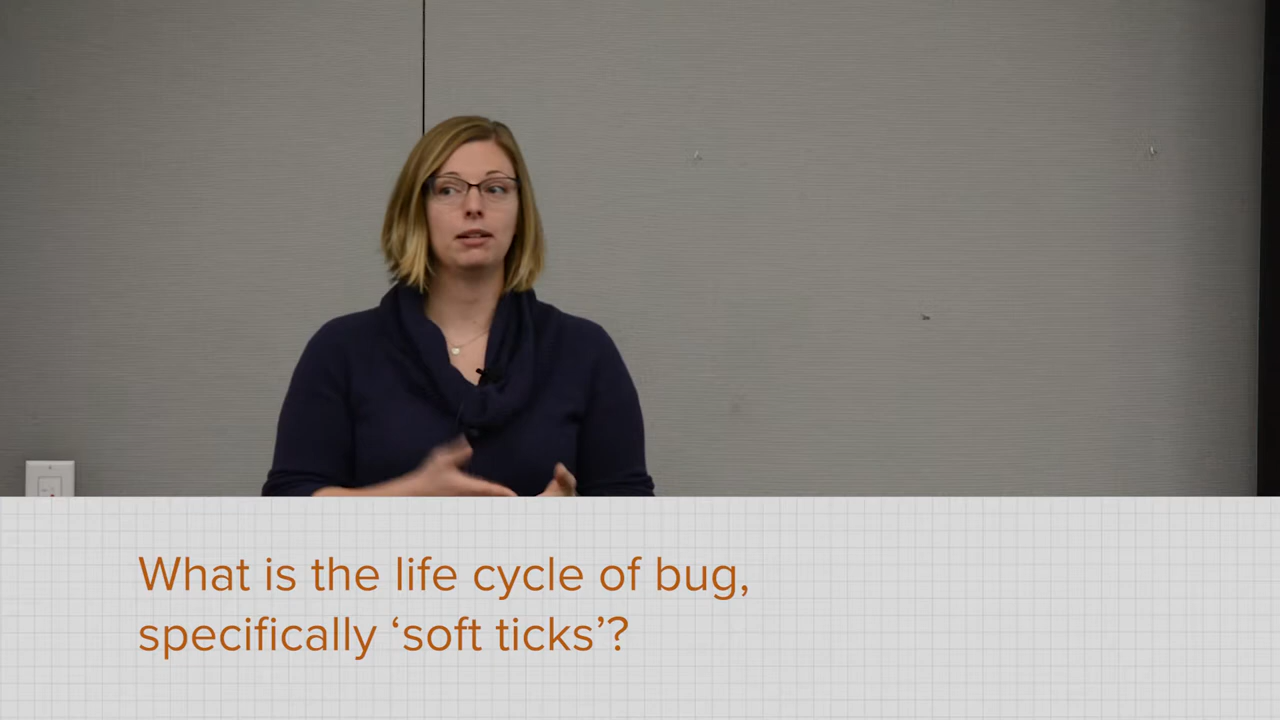 What is the life cycle of bug,
specifically ‘soft ticks’?